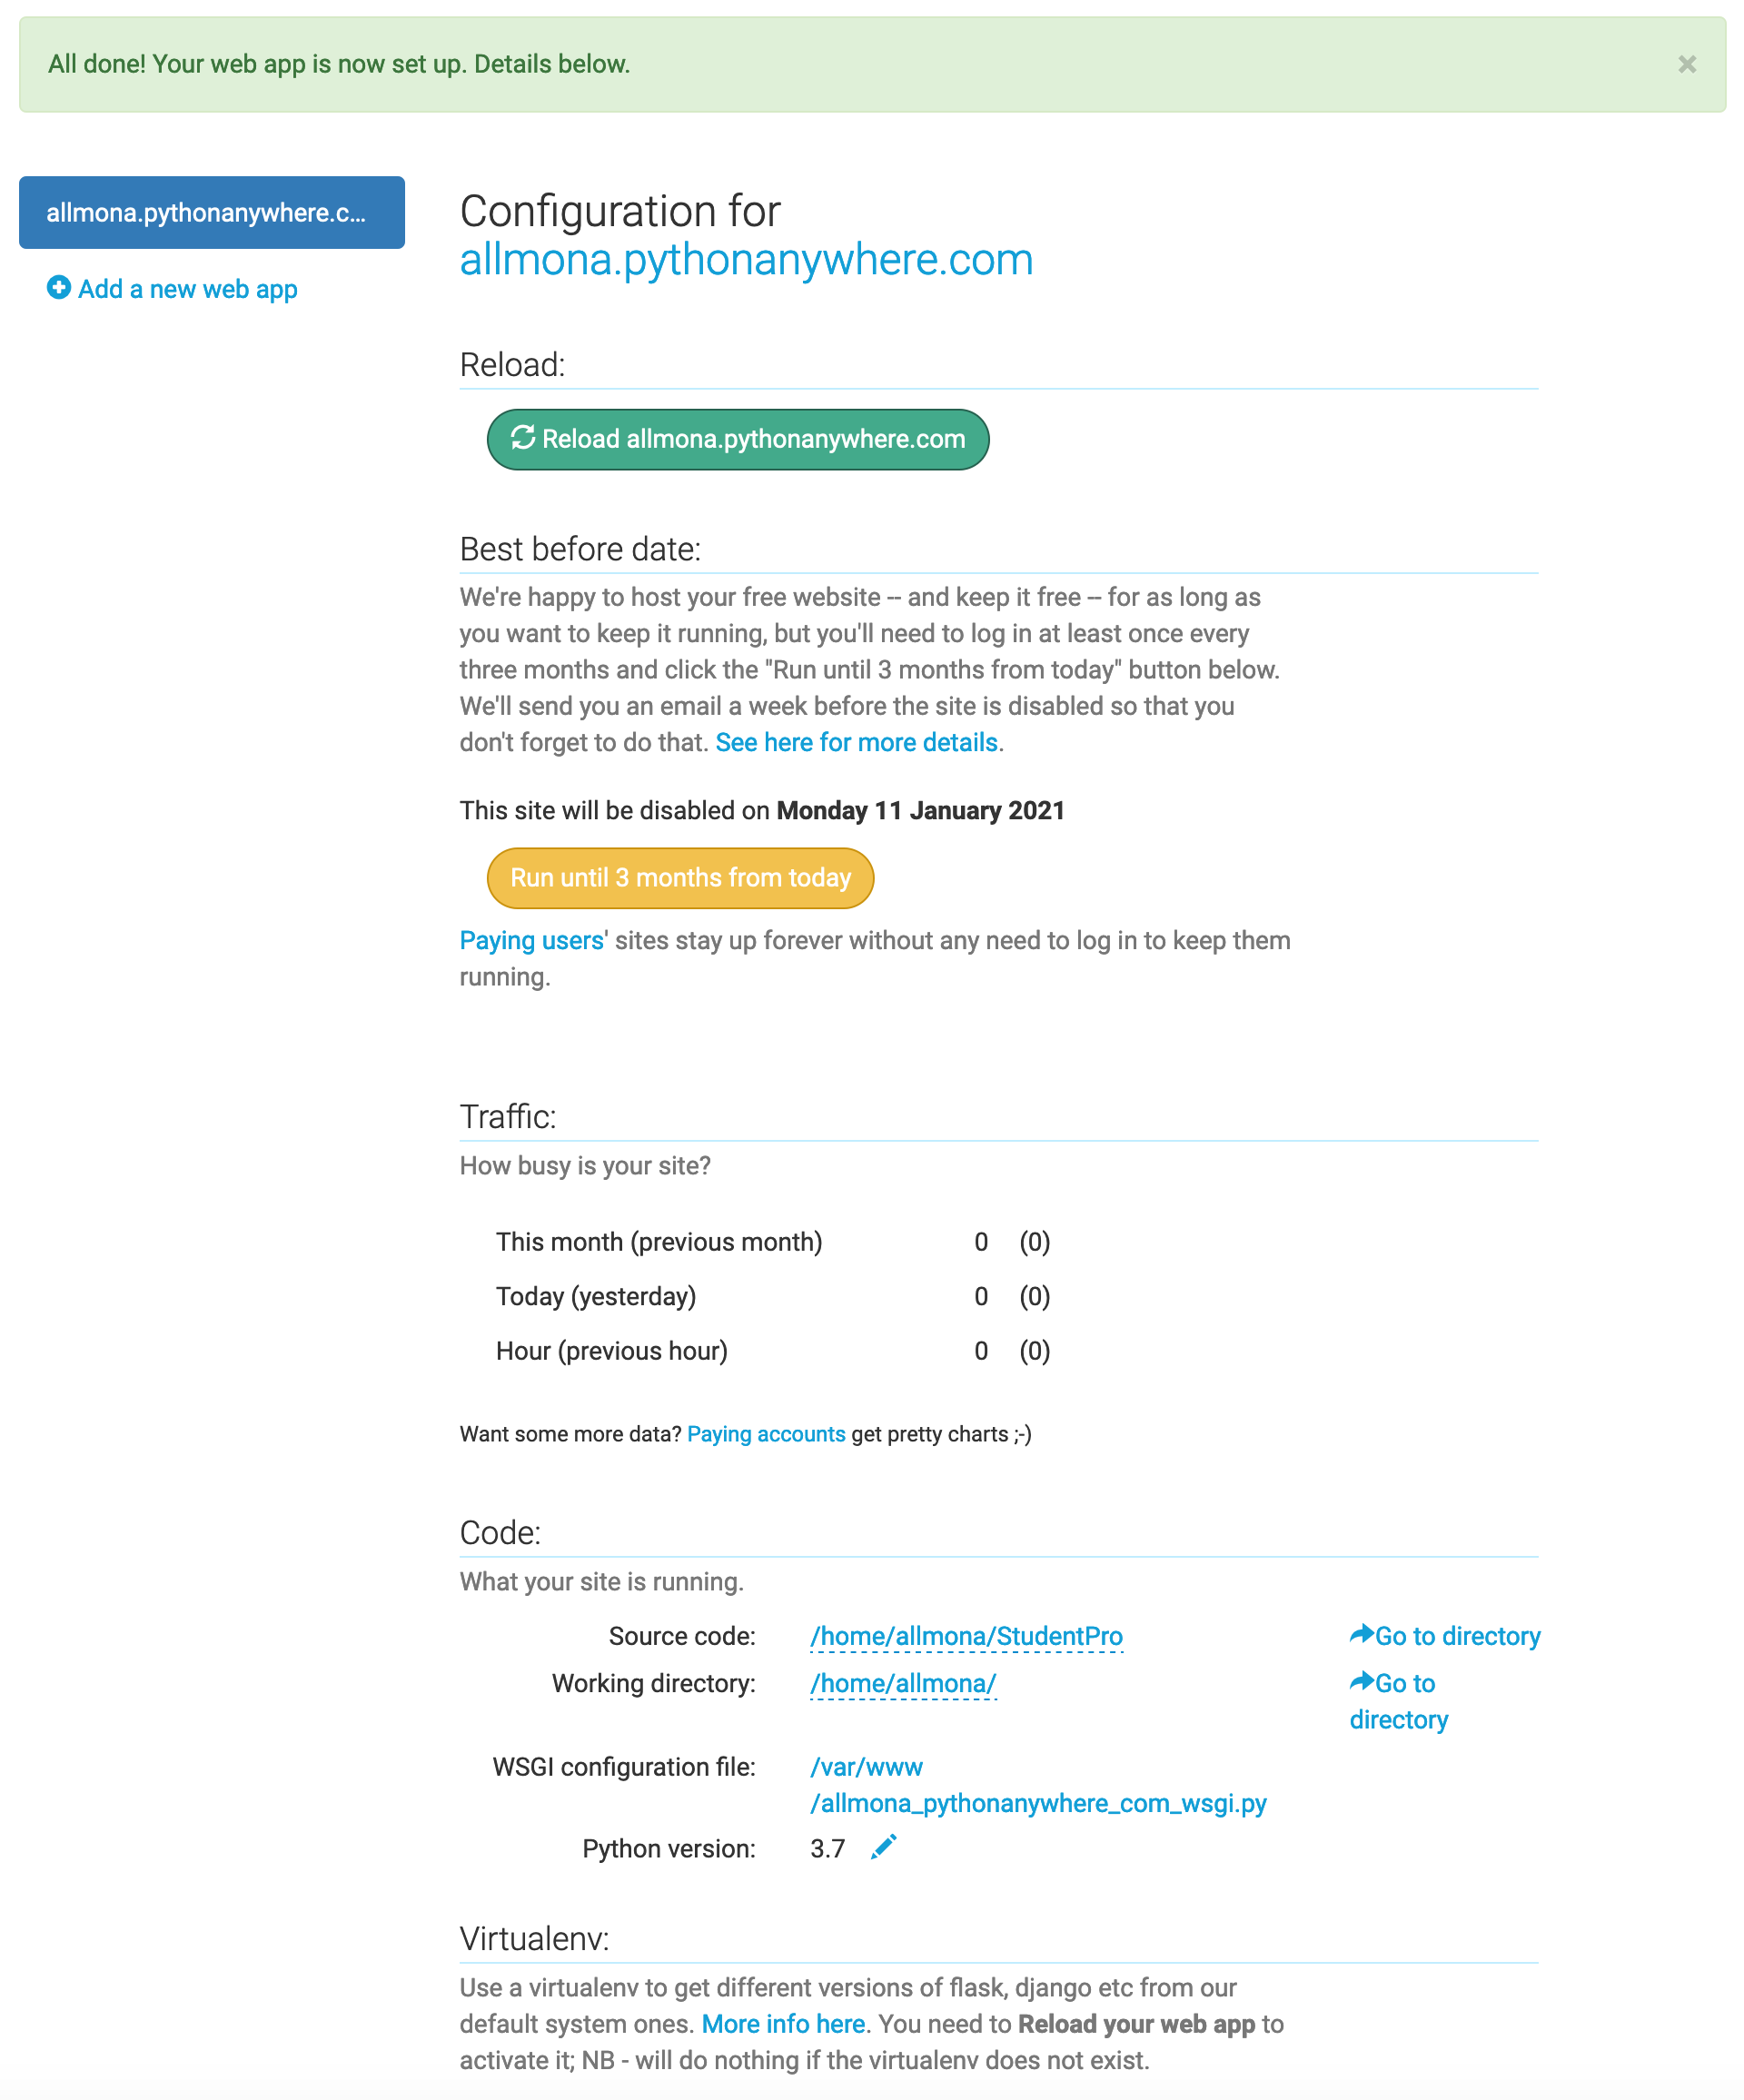 All done! Your web app is now set up. Details below.
×
allmona.pythonanywhere.c...
Add a new web app
Configuration for
allmona.pythonanywhere.com
Reload:
Reload allmona.pythonanywhere.com
Best before date:
We're happy to host your free website -- and keep it free -- for as long as
you want to keep it running, but you'll need to log in at least once every
three months and click the "Run until 3 months from today" button below.
We'll send you an email a week before the site is disabled so that you
don't forget to do that. See here for more details.
This site will be disabled on Monday 11 January 2021
Run until 3 months from today
Paying users' sites stay up forever without any need to log in to keep them
running.
Traffic:
How busy is your site?
This month (previous month) 0 (0)
Today (yesterday) 0 (0)
Hour (previous hour) 0 (0)
Want some more data? Paying accounts get pretty charts ;-)
Code:
What your site is running.
Source code: /home/allmona/StudentPro Go to directory
Working directory: /home/allmona/ Go to
directory
WSGI configuration file: /var/www
/allmona_pythonanywhere_com_wsgi.py
Python version: 3.7
Virtualenv:
Use a virtualenv to get different versions of flask, django etc from our
default system ones. More info here. You need to Reload your web app to
activate it; NB - will do nothing if the virtualenv does not exist.